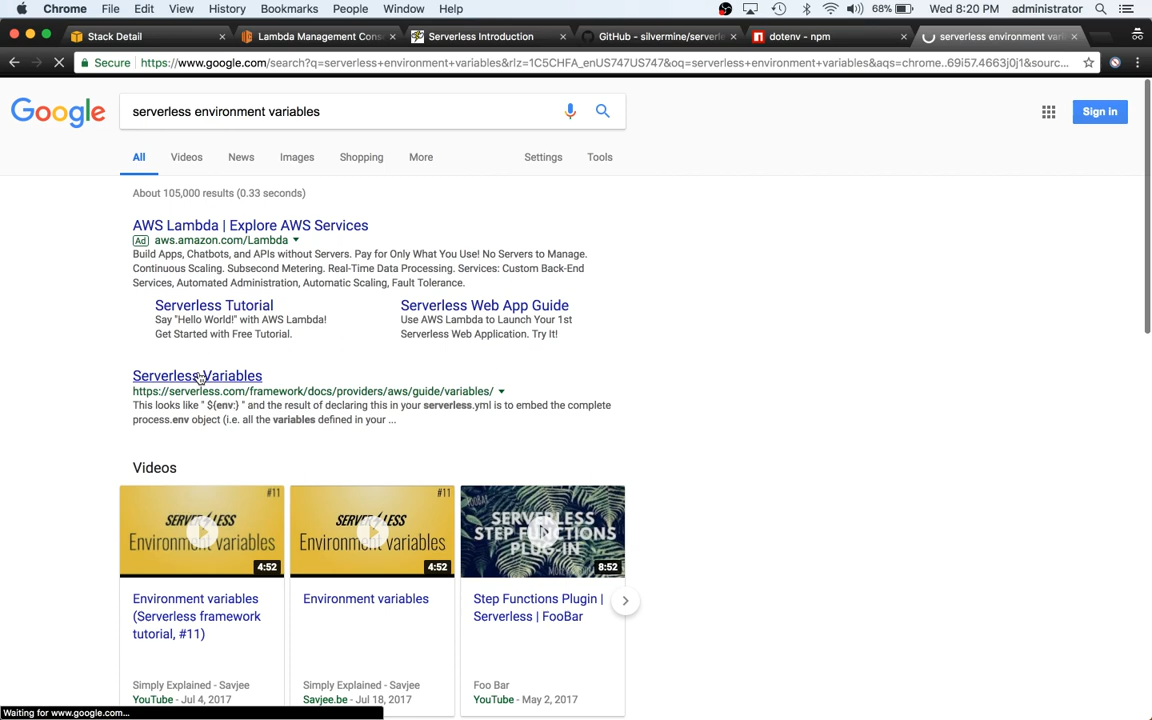 Chrome File Edit View History Bookmarks People Window Help 68% Wed 8:20 PM administrator
Stack Detail Lambda Management Cons Serverless Introduction GitHub - silvermine/serverle dotenv - npm serverless environment vari
Secure https://www.google.com/search?q=serverless+environment+variables&rlz=1C5CHFA_enUS747US747&oq=serverless+environment+variables&aqs=chrome..69i57.4663j0j1&sourc...
Google serverless environment variables Sign in
All Videos News Images Shopping More Settings Tools
About 105,000 results (0.33 seconds)
AWS Lambda | Explore AWS Services
Ad aws.amazon.com/Lambda
Build Apps, Chatbots, and APIs without Servers. Pay for Only What You Use! No Servers to Manage.
Continuous Scaling. Subsecond Metering. Real-Time Data Processing. Services: Custom Back-End
Services, Automated Administration, Automatic Scaling, Fault Tolerance.
Serverless Tutorial
Say "Hello World!" with AWS Lambda!
Get Started with Free Tutorial.
Serverless Web App Guide
Use AWS Lambda to Launch Your 1st
Serverless Web Application. Try It!
Serverless Variables
https://serverless.com/framework/docs/providers/aws/guide/variables/
This looks like " ${env:} " and the result of declaring this in your serverless.yml is to embed the complete
process.env object (i.e. all the variables defined in your ...
Videos
#11
SERVERLESS
Environment variables
4:52
Environment variables
(Serverless framework
tutorial, #11)
Simply Explained - Savjee
YouTube - Jul 4, 2017
#11
SERVERLESS
Environment variables
4:52
Environment variables
Simply Explained - Savjee
Savjee.be - Jul 18, 2017
FOOBAR
SERVERLESS
STEP FUNCTIONS
PLUG-IN
8:52
Step Functions Plugin |
Serverless | FooBar
Foo Bar
YouTube - May 2, 2017
Waiting for www.google.com...